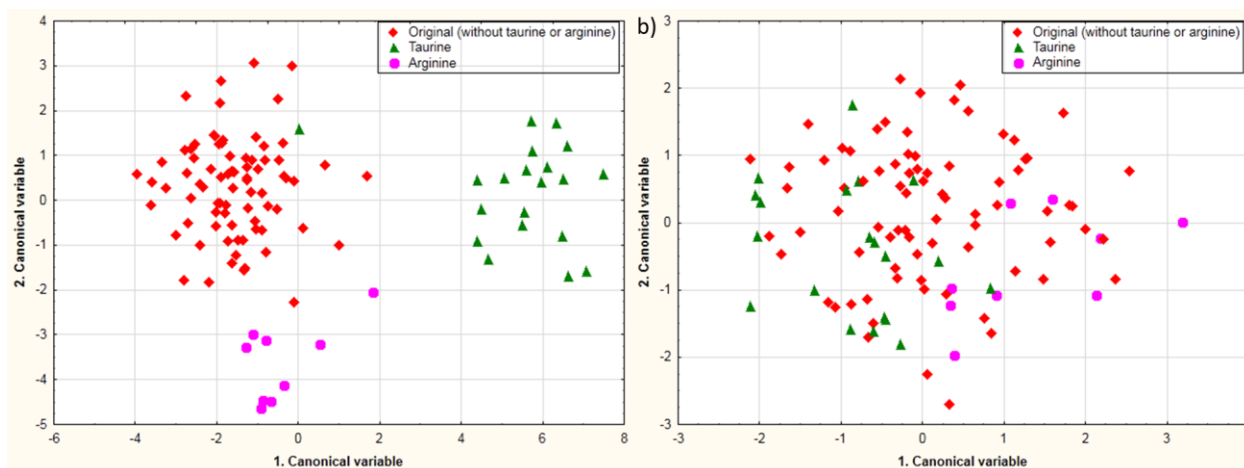 4
3
2
1
0
-1
-2
-3
-4
-5
-6
-4
-2
0
2
4
6
8
2. Canonical variable
1. Canonical variable
Original (without taurine or arginine)
Taurine
Arginine
b)
3
2
1
0
-1
-2
-3
-3
-2
-1
0
1
2
3
2. Canonical variable
1. Canonical variable
Original (without taurine or arginine)
Taurine
Arginine